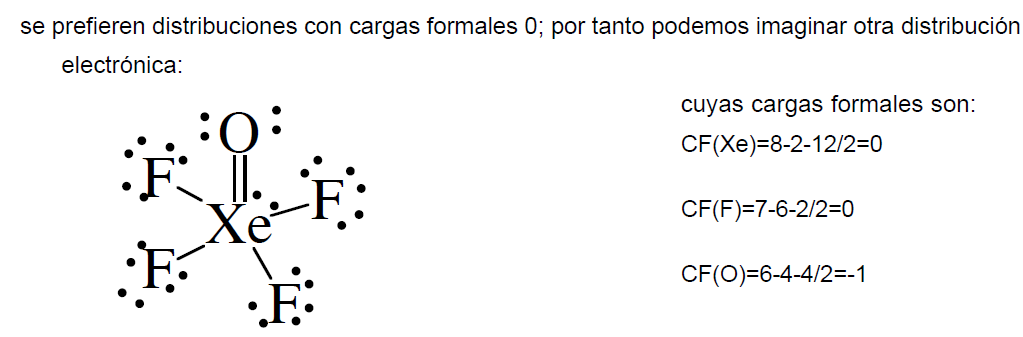 se prefieren distribuciones con cargas formales 0; por tanto podemos imaginar otra distribución
electrónica:
cuyas cargas formales son:
CF(Xe)=8-2-12/2=0
CF(F)=7-6-2/2=0
CF(O)=6-4-4/2=-1
O
F
F
Xe
F
F